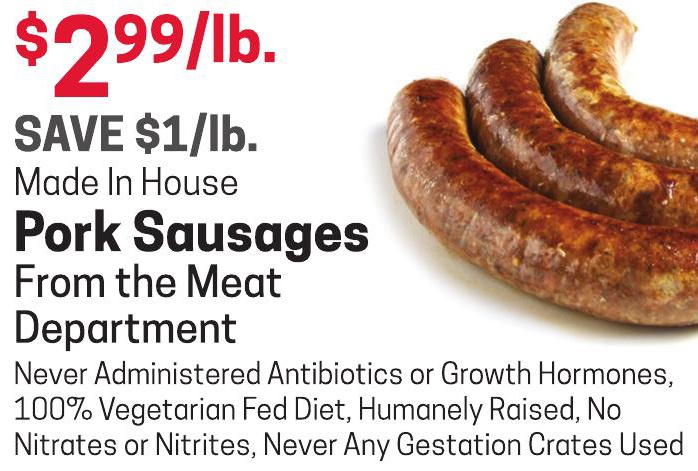 $2 99/lb.
SAVE $1/lb.
Made In House
Pork Sausages
From the Meat
Department
Never Administered Antibiotics or Growth Hormones,
100% Vegetarian Fed Diet, Humanely Raised, No
Nitrates or Nitrites, Never Any Gestation Crates Used